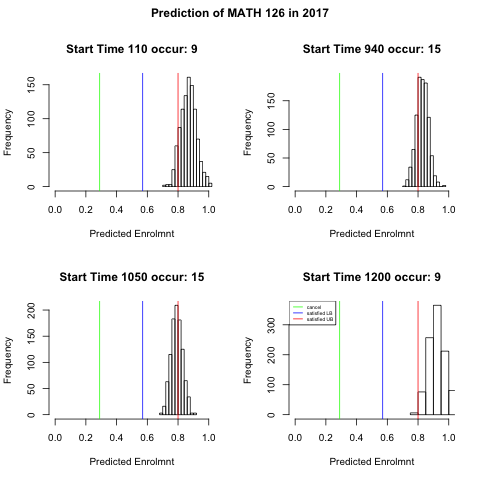 Prediction of MATH 126 in 2017
Start Time 110 occur: 9
Frequency
0 50 100 150
0.0 0.2 0.4 0.6 0.8 1.0
Predicted Enrolmnt
Start Time 940 occur: 15
Frequency
0 50 100 150
0.0 0.2 0.4 0.6 0.8 1.0
Predicted Enrolmnt
Start Time 1050 occur: 15
Frequency
0 50 100 150 200
0.0 0.2 0.4 0.6 0.8 1.0
Predicted Enrolmnt
Start Time 1200 occur: 9
cancel
satisfied LB
satisfied UB
Frequency
0 100 200 300
0.0 0.2 0.4 0.6 0.8 1.0
Predicted Enrolmnt